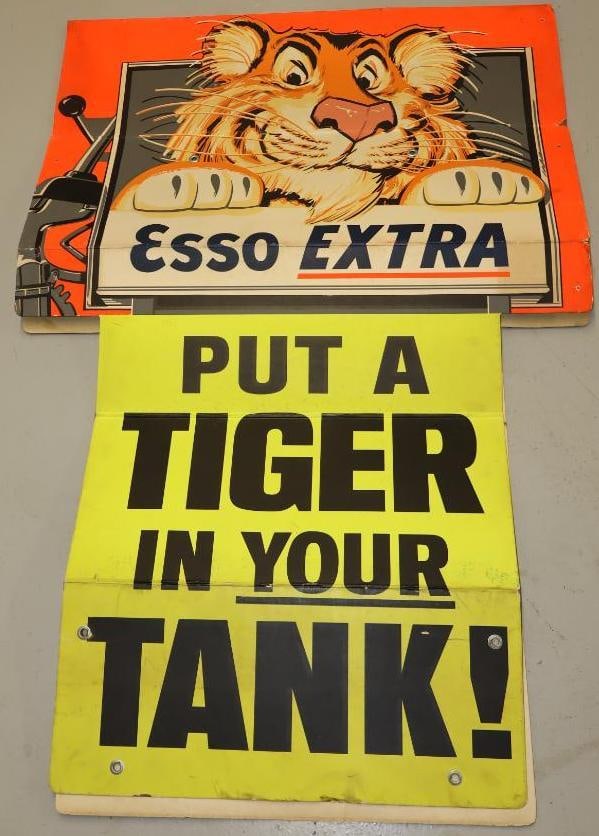 Esso EXTRA
PUT A
TIGER
IN YOUR
TANK!